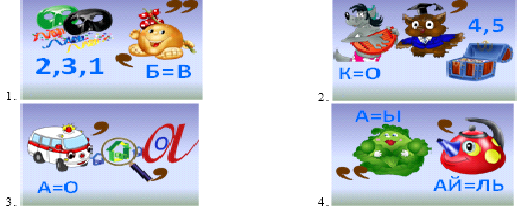 2,3,1
Б=В
1.
4,5
К=О
2.
а
О
А=О
3.
А=Ы
АЙ=ЛЬ
4.